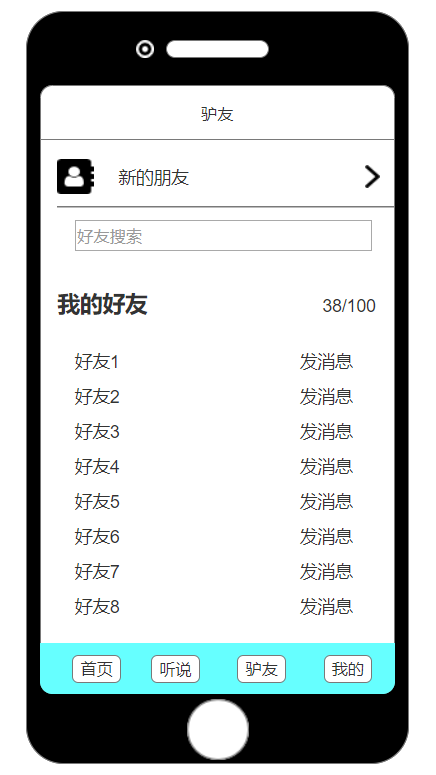 驴友
新的朋友
好友搜索
我的好友 38/100
好友1 发消息
好友2 发消息
好友3 发消息
好友4 发消息
好友5 发消息
好友6 发消息
好友7 发消息
好友8 发消息
首页 听说 驴友 我的